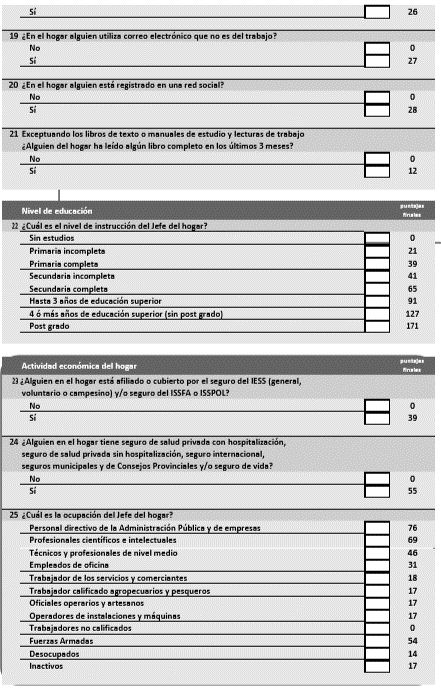 Sí 26
19 ¿En el hogar alguien utiliza correo electrónico que no es del trabajo?
No 0
Sí 27
20 ¿En el hogar alguien está registrado en una red social?
No 0
Sí 28
21 Exceptuando los libros de texto o manuales de estudio y lecturas de trabajo
¿Alguien del hogar ha leído algún libro completo en los últimos 3 meses?
No 0
Sí 12
Nivel de educación puntajes finales
22 ¿Cuál es el nivel de instrucción del Jefe del hogar?
Sin estudios 0
Primaria incompleta 21
Primaria completa 39
Secundaria incompleta 41
Secundaria completa 65
Hasta 3 años de educación superior 91
4 ó más años de educación superior (sin post grado) 127
Post grado 171
Actividad económica del hogar puntajes finales
23 ¿Alguien en el hogar está afiliado o cubierto por el seguro del IESS (general,
voluntario o campesino) y/o seguro del ISSFA o ISSPOL?
No 0
Sí 39
24 ¿Alguien en el hogar tiene seguro de salud privada con hospitalización,
seguro de salud privada sin hospitalización, seguro internacional,
seguros municipales y de Consejos Provinciales y/o seguro de vida?
No 0
Sí 55
25 ¿Cuál es la ocupación del Jefe del hogar?
Personal directivo de la Administración Pública y de empresas 76
Profesionales científicos e intelectuales 69
Técnicos y profesionales de nivel medio 46
Empleados de oficina 31
Trabajador de los servicios y comerciantes 18
Trabajador calificado agropecuarios y pesqueros 17
Oficiales operarios y artesanos 17
Operadores de instalaciones y máquinas 17
Trabajadores no calificados 0
Fuerzas Armadas 54
Desocupados 14
Inactivos 17